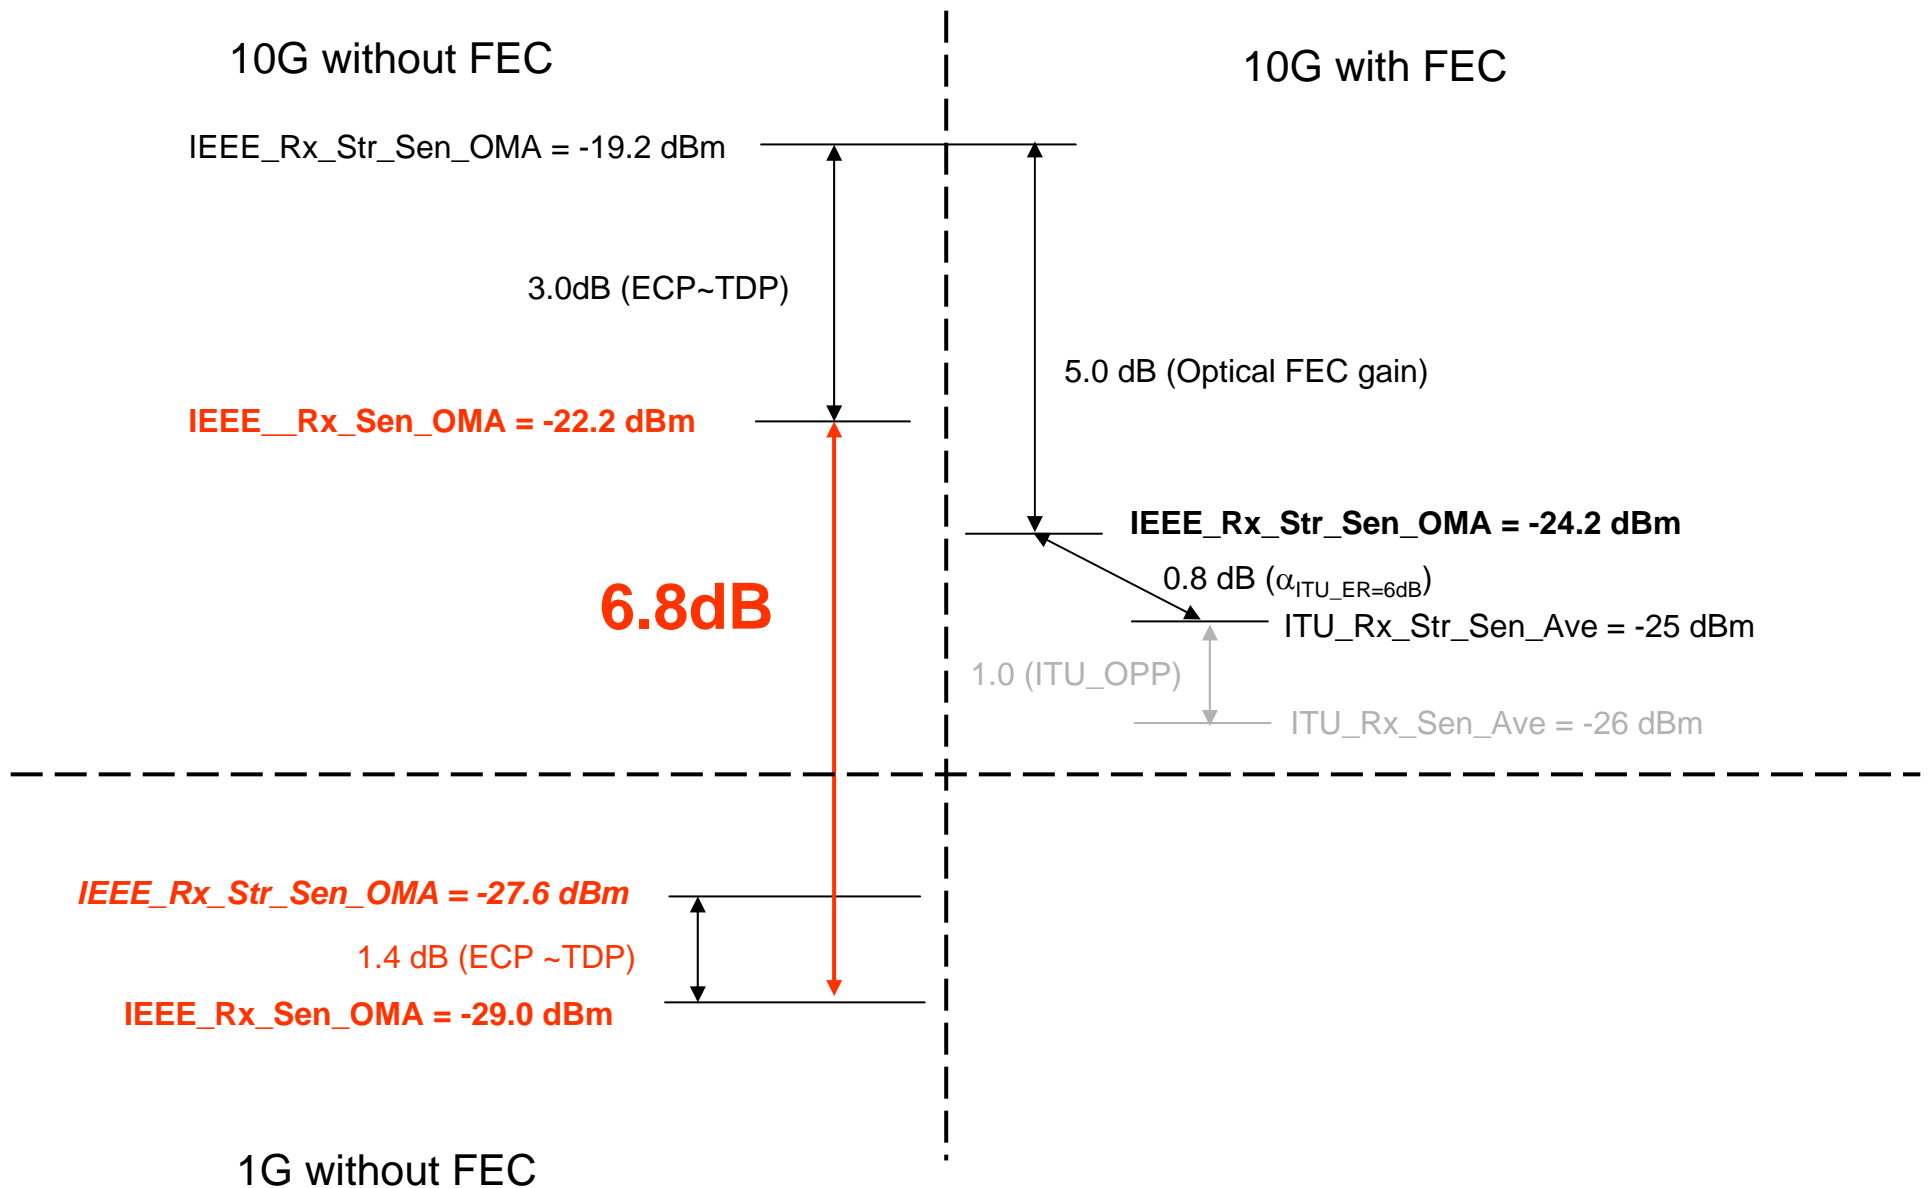 10G without FEC
10G with FEC
IEEE_Rx_Str_Sen_OMA = -19.2 dBm
3.0dB (ECP~TDP)
5.0 dB (Optical FEC gain)
IEEE__Rx_Sen_OMA = -22.2 dBm
IEEE_Rx_Str_Sen_OMA = -24.2 dBm
0.8 dB (αITU_ER=6dB)
6.8dB
ITU_Rx_Str_Sen_Ave = -25 dBm
1.0 (ITU_OPP)
ITU_Rx_Sen_Ave = -26 dBm
IEEE_Rx_Str_Sen_OMA = -27.6 dBm
1.4 dB (ECP ~TDP)
IEEE_Rx_Sen_OMA = -29.0 dBm
1G without FEC